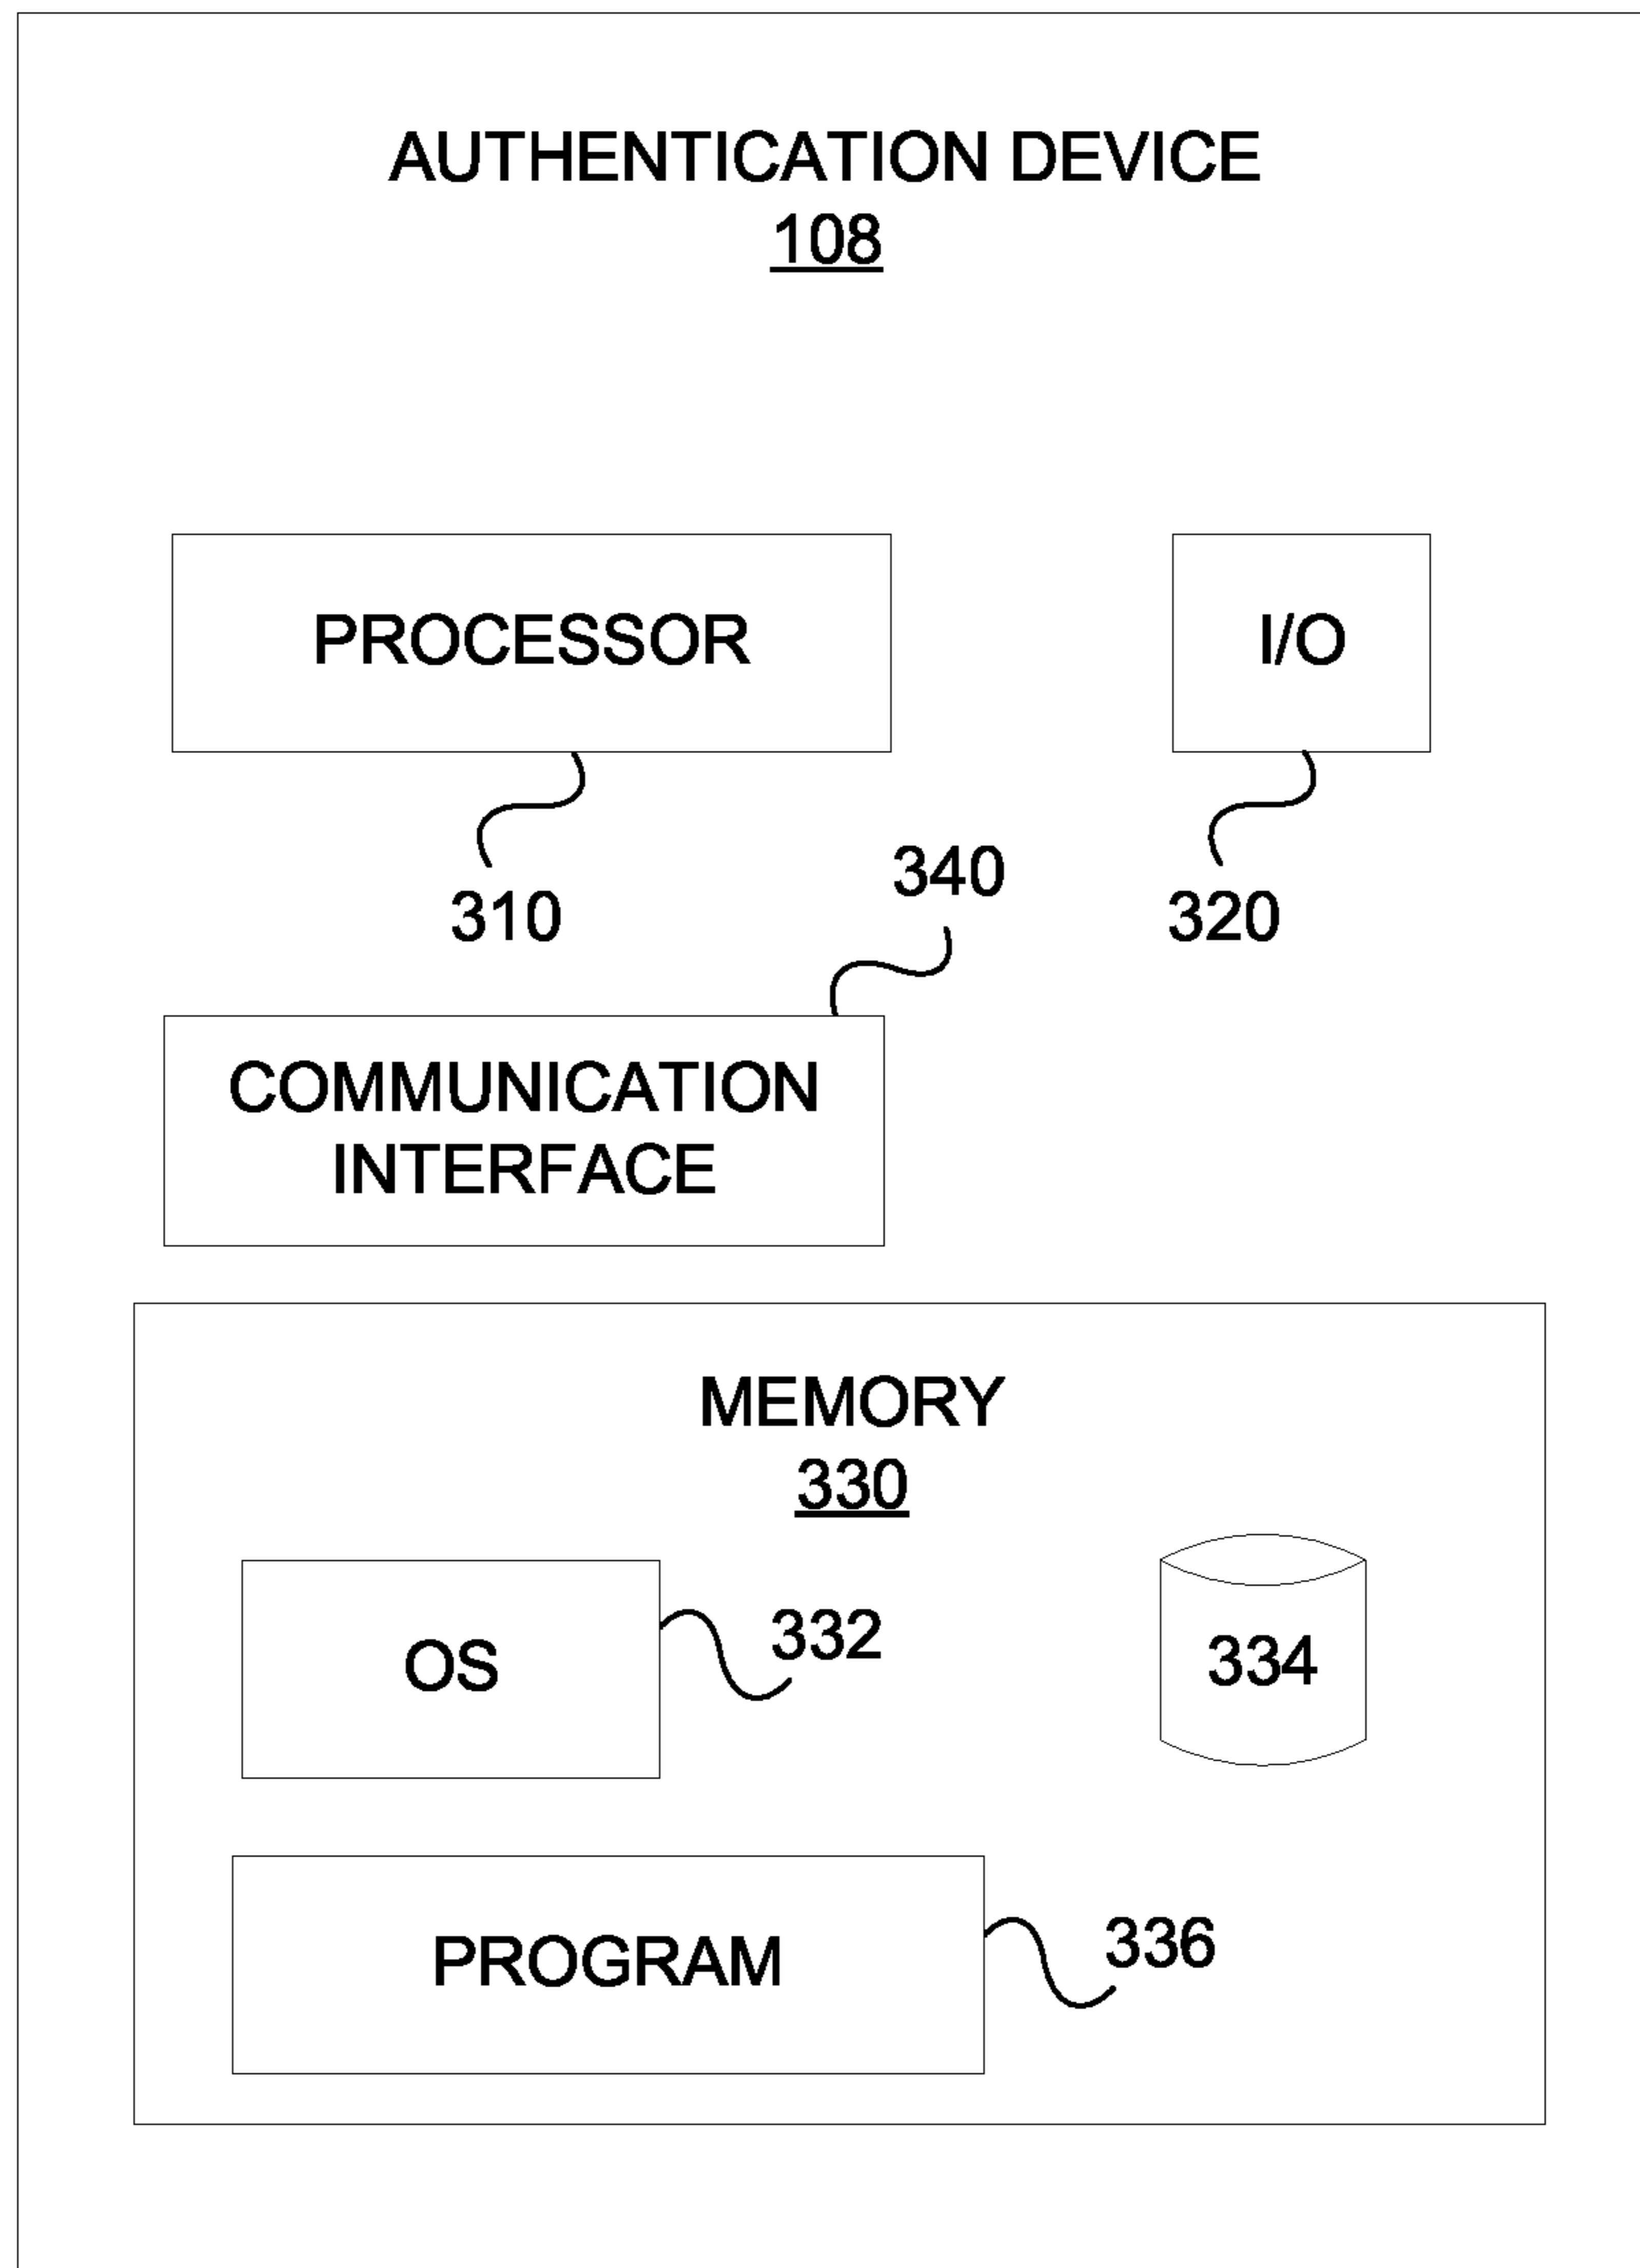 AUTHENTICATION DEVICE
108
PROCESSOR
I/O
310
340
320
COMMUNICATION
INTERFACE
MEMORY
330
OS
332
334
PROGRAM
336